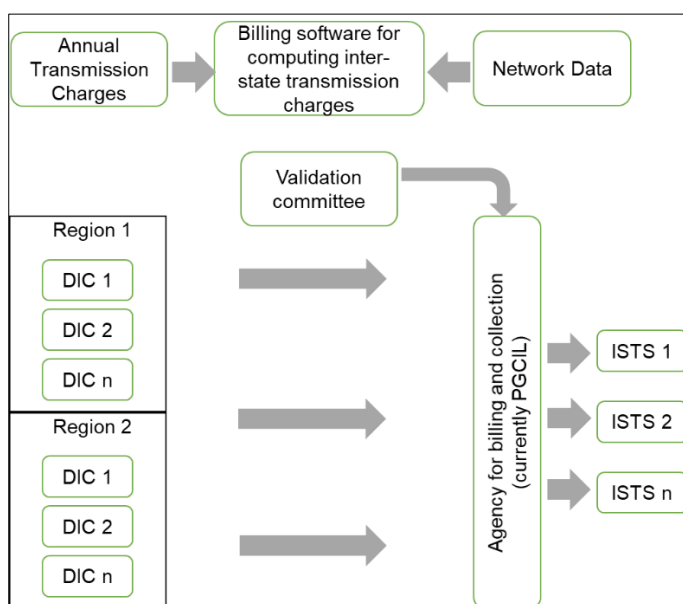 Annual
Transmission
Charges
Billing software for
computing inter-
state transmission
charges
Network Data
Validation
committee
Region 1
DIC 1
DIC 2
DIC n
Region 2
DIC 1
DIC 2
DIC n
Agency for billing and collection
(currently PGCIL)
ISTS 1
ISTS 2
ISTS n